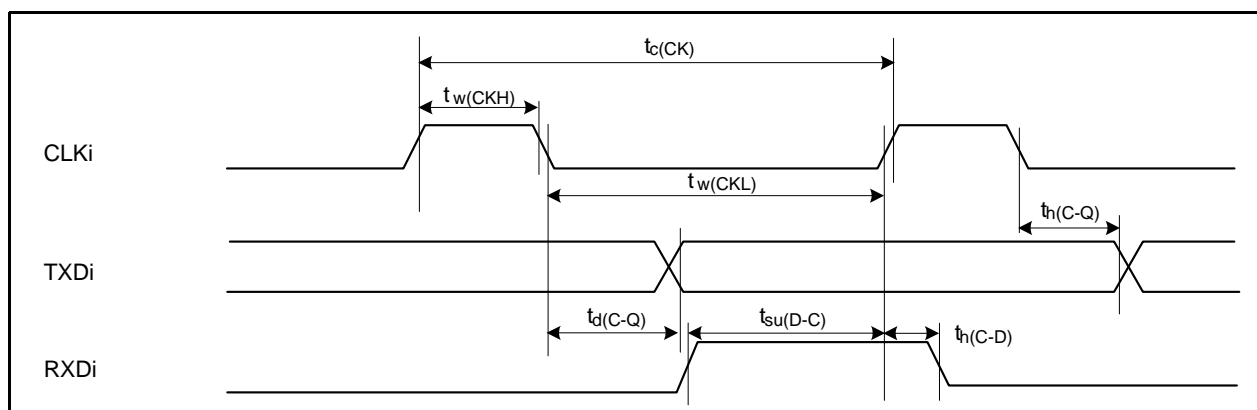 tc(CK)
tw(CKH)
CLKi
tw(CKL)
th(C-Q)
TXDi
td(C-Q)
tsu(D-C)
th(C-D)
RXDi